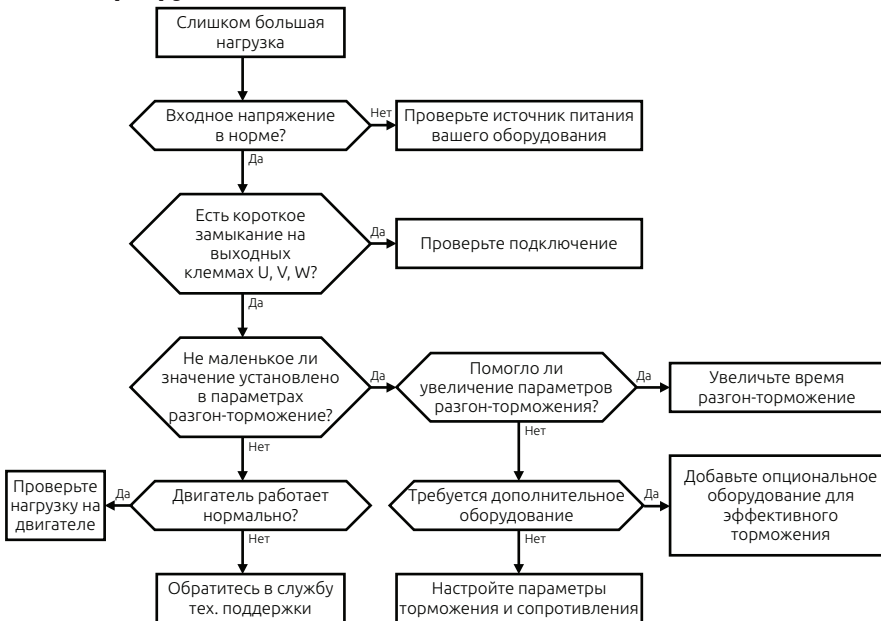 Слишком большая
нагрузка
Входное напряжение
в норме?
Нет
Проверьте источник питания
вашего оборудования
Да
Есть короткое
замыкание на
выходных
клеммах U, V, W?
Да
Проверьте подключение
Да
Не маленькое ли
значение установлено
в параметрах
разгон-торможение?
Да
Помогло ли
увеличение параметров
разгон-торможения?
Да
Увеличьте время
разгон-торможение
Нет
Нет
Проверьте
нагрузку на
двигателе
Да
Двигатель работает
нормально?
Требуется дополнительное
оборудование
Да
Добавьте опциональное
оборудование для
эффективного
торможения
Нет
Нет
Обратитесь в службу
тех. поддержки
Настройте параметры
торможения и сопротивления